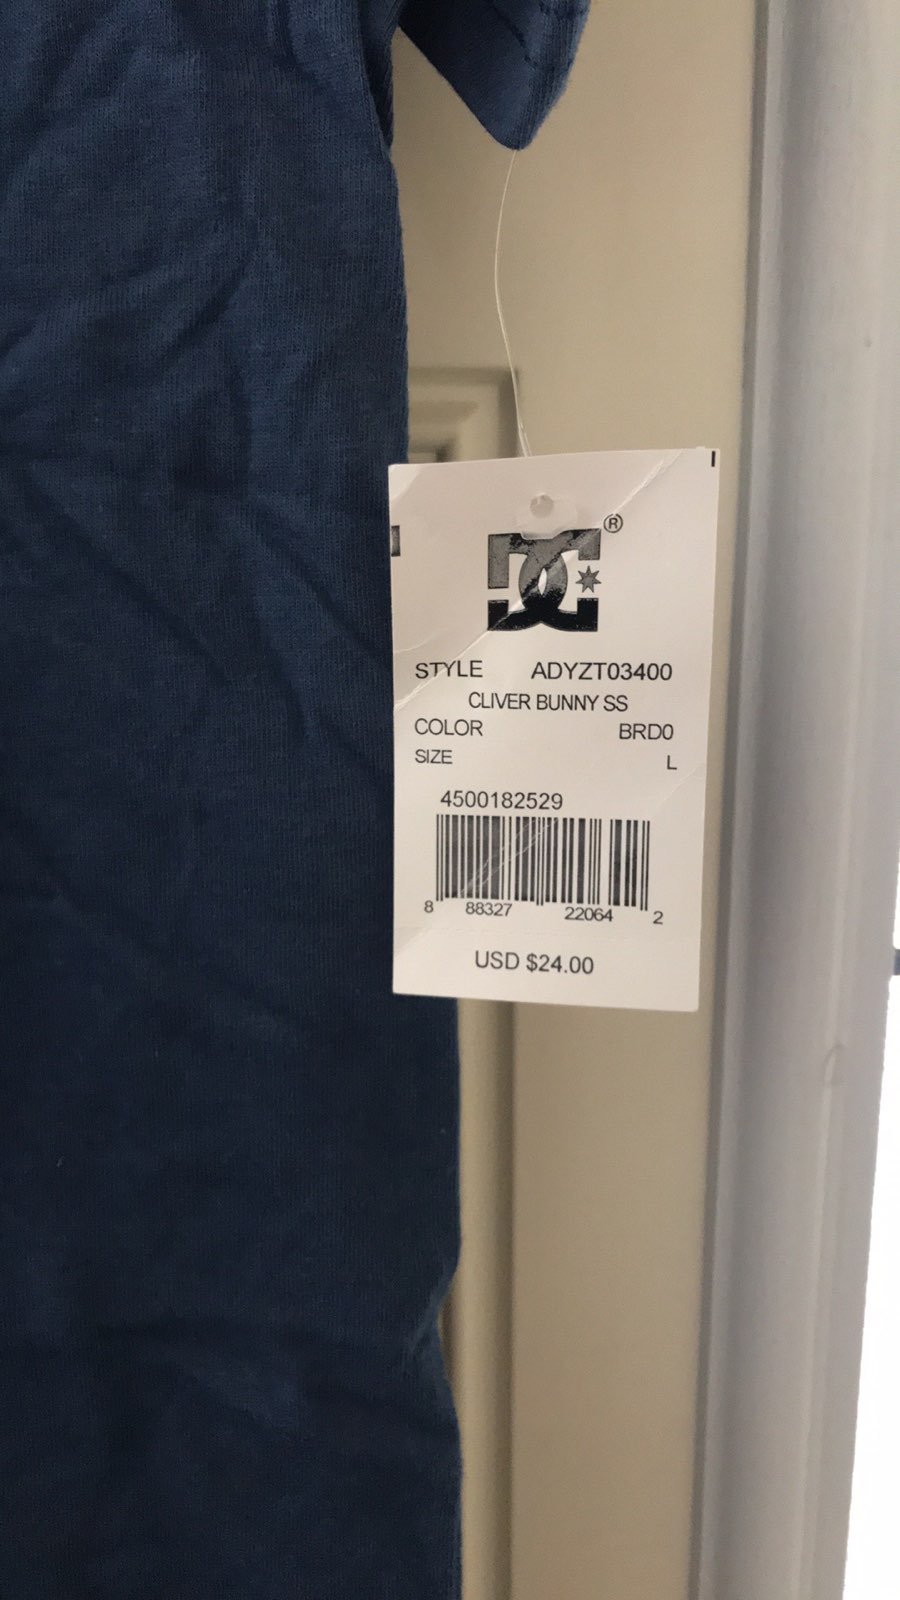 DC ®
STYLE ADYZT03400
CLIVER BUNNY SS
COLOR BRD0
SIZE L
4500182529
8 88327 22064 2
USD $24.00